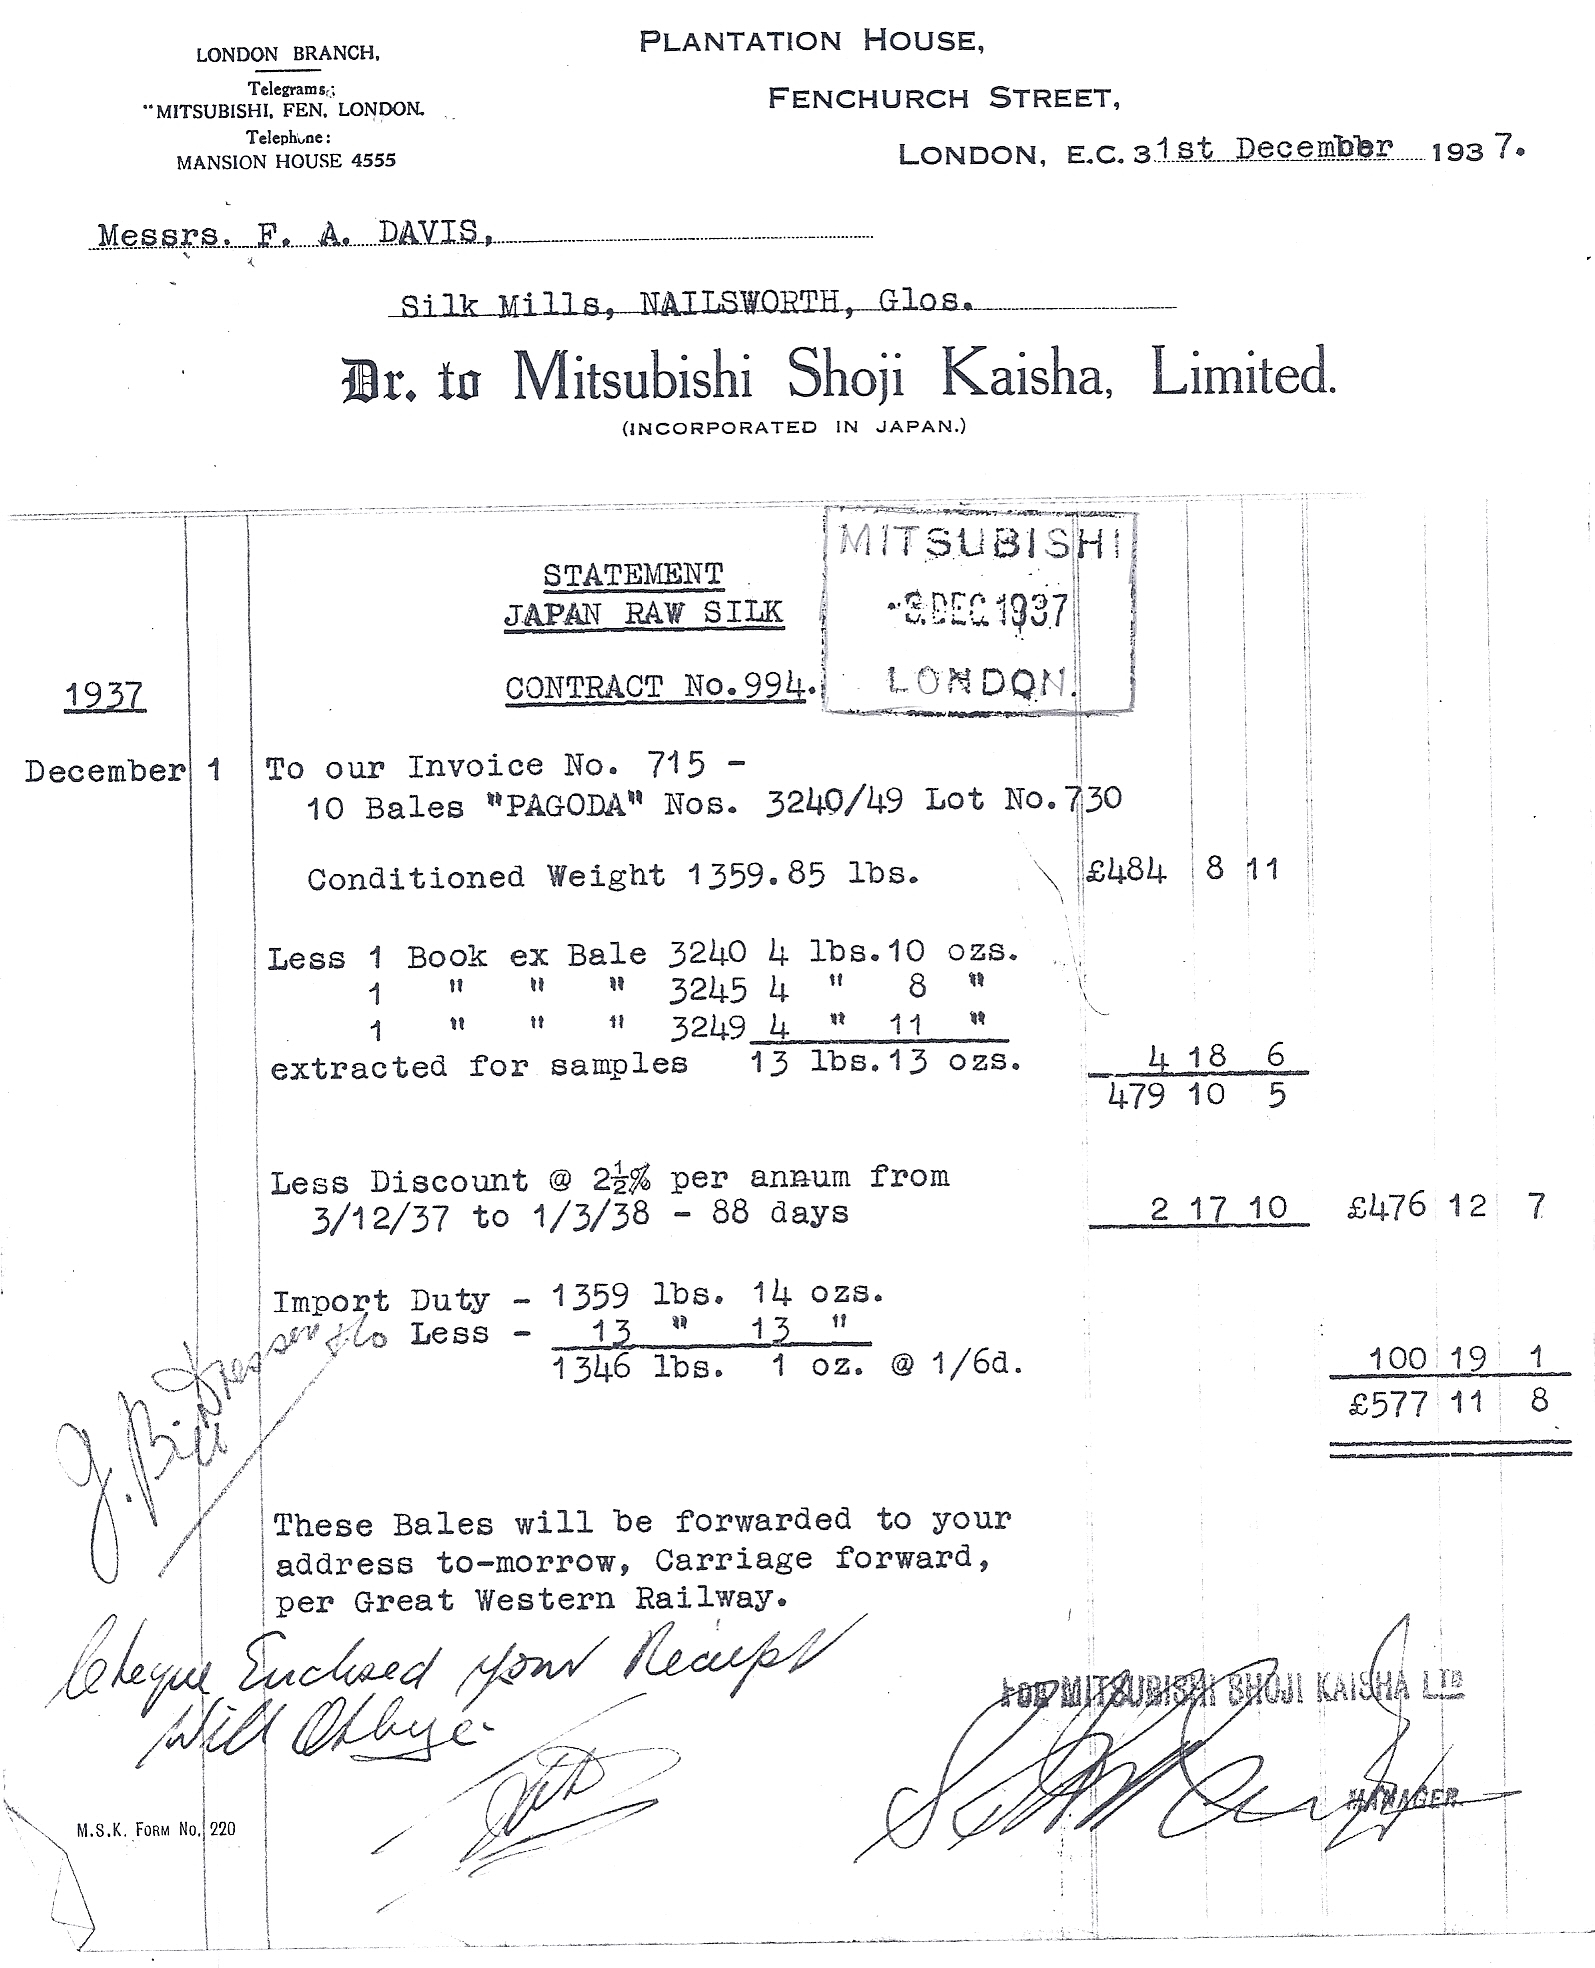 LONDON BRANCH,
Telegrams:
"MITSUBISHI, FEN, LONDON.
Telephone:
MANSION HOUSE 4555
PLANTATION HOUSE,
FENCHURCH STREET,
LONDON, E.C. 3 1st December 1937.
Messrs. F. A. DAVIS,
Silk Mills, NAILSWORTH, Glos.
Dr. to Mitsubishi Shoji Kaisha, Limited.
(INCORPORATED IN JAPAN.)
MITSUBISHI
-3 DEC 1937
LONDON.
STATEMENT
JAPAN RAW SILK
CONTRACT No.994.
1937
December 1 To our Invoice No. 715 -
10 Bales "PAGODA" Nos. 3240/49 Lot No.730
Conditioned Weight 1359.85 lbs. £484 8 11
Less 1 Book ex Bale 3240 4 lbs.10 ozs.
1 " " " 3245 4 " 8 "
1 " " " 3249 4 " 11 "
extracted for samples 13 lbs.13 ozs. 4 18 6
479 10 5
Less Discount @ 2½% per annum from
3/12/37 to 1/3/38 - 88 days 2 17 10 £476 12 7
Import Duty - 1359 lbs. 14 ozs.
Less - 13 " 13 "
1346 lbs. 1 oz. @ 1/6d. 100 19 1
£577 11 8
These Bales will be forwarded to your
address to-morrow, Carriage forward,
per Great Western Railway.
Cheque Enclosed your Receipt
Will Oblige
FOR MITSUBISHI SHOJI KAISHA LTD
MANAGER.
M.S.K. FORM No. 220